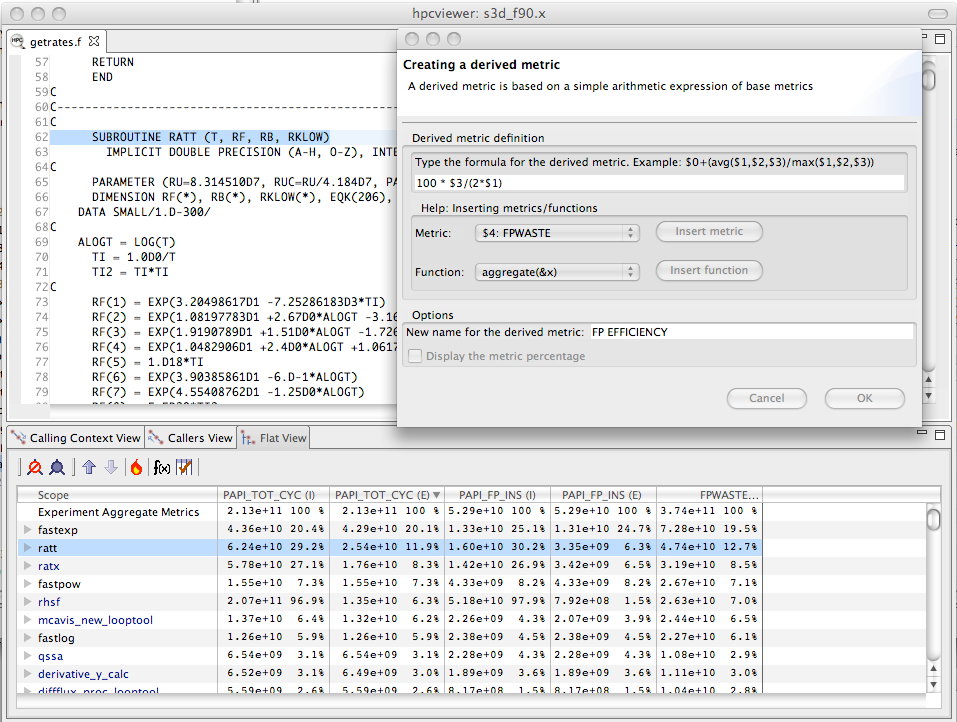 hpcviewer: s3d_f90.x
getrates.f
57 RETURN
58 END
59 C
60 C----------------------------------------------------
61 C
62 SUBROUTINE RATT (T, RF, RB, RKLOW)
63 IMPLICIT DOUBLE PRECISION (A-H, O-Z), INTE
64 C
65 PARAMETER (RU=8.314510D7, RUC=RU/4.184D7, PA
66 DIMENSION RF(*), RB(*), RKLOW(*), EQK(206),
67 DATA SMALL/1.D-300/
68 C
69 ALOGT = LOG(T)
70 TI = 1.0D0/T
71 TI2 = TI*TI
72 C
73 RF(1) = EXP(3.20498617D1 -7.25286183D3*TI)
74 RF(2) = EXP(1.08197783D1 +2.67D0*ALOGT -3.16
75 RF(3) = EXP(1.9190789D1 +1.51D0*ALOGT -1.726
76 RF(4) = EXP(1.0482906D1 +2.4D0*ALOGT +1.0617
77 RF(5) = 1.D18*TI
78 RF(6) = EXP(3.90385861D1 -6.D-1*ALOGT)
79 RF(7) = EXP(4.55408762D1 -1.25D0*ALOGT)
Creating a derived metric
A derived metric is based on a simple arithmetic expression of base metrics
Derived metric definition
Type the formula for the derived metric. Example: $0+(avg($1,$2,$3)/max($1,$2,$3))
100 * $3/(2*$1)
Help: Inserting metrics/functions
Metric: $4: FPWASTE Insert metric
Function: aggregate(&x) Insert function
Options
New name for the derived metric: FP EFFICIENCY
Display the metric percentage
Cancel OK
Calling Context View Callers View Flat View
f(x)
Scope PAPI_TOT_CYC (I) PAPI_TOT_CYC (E) PAPI_FP_INS (I) PAPI_FP_INS (E) FPWASTE...
Experiment Aggregate Metrics 2.13e+11 100 % 2.13e+11 100 % 5.29e+10 100 % 5.29e+10 100 % 3.74e+11 100 %
fastexp 4.36e+10 20.4% 4.29e+10 20.1% 1.33e+10 25.1% 1.31e+10 24.7% 7.28e+10 19.5%
ratt 6.24e+10 29.2% 2.54e+10 11.9% 1.60e+10 30.2% 3.35e+09 6.3% 4.74e+10 12.7%
ratx 5.78e+10 27.1% 1.76e+10 8.3% 1.42e+10 26.9% 3.42e+09 6.5% 3.19e+10 8.5%
fastpow 1.55e+10 7.3% 1.55e+10 7.3% 4.33e+09 8.2% 4.33e+09 8.2% 2.67e+10 7.1%
rhsf 2.07e+11 96.9% 1.35e+10 6.3% 5.18e+10 97.9% 7.92e+08 1.5% 2.63e+10 7.0%
mcavis_new_looptool 1.37e+10 6.4% 1.32e+10 6.2% 2.26e+09 4.3% 2.07e+09 3.9% 2.44e+10 6.5%
fastlog 1.26e+10 5.9% 1.26e+10 5.9% 2.38e+09 4.5% 2.38e+09 4.5% 2.27e+10 6.1%
qssa 6.54e+09 3.1% 6.54e+09 3.1% 2.28e+09 4.3% 2.28e+09 4.3% 1.08e+10 2.9%
derivative_y_calc 6.52e+09 3.1% 6.49e+09 3.0% 1.89e+09 3.6% 1.89e+09 3.6% 1.11e+10 3.0%
diffflux_proc_looptool 5.59e+09 2.6% 5.59e+09 2.6% 8.17e+08 1.5% 8.17e+08 1.5% 1.04e+10 2.8%